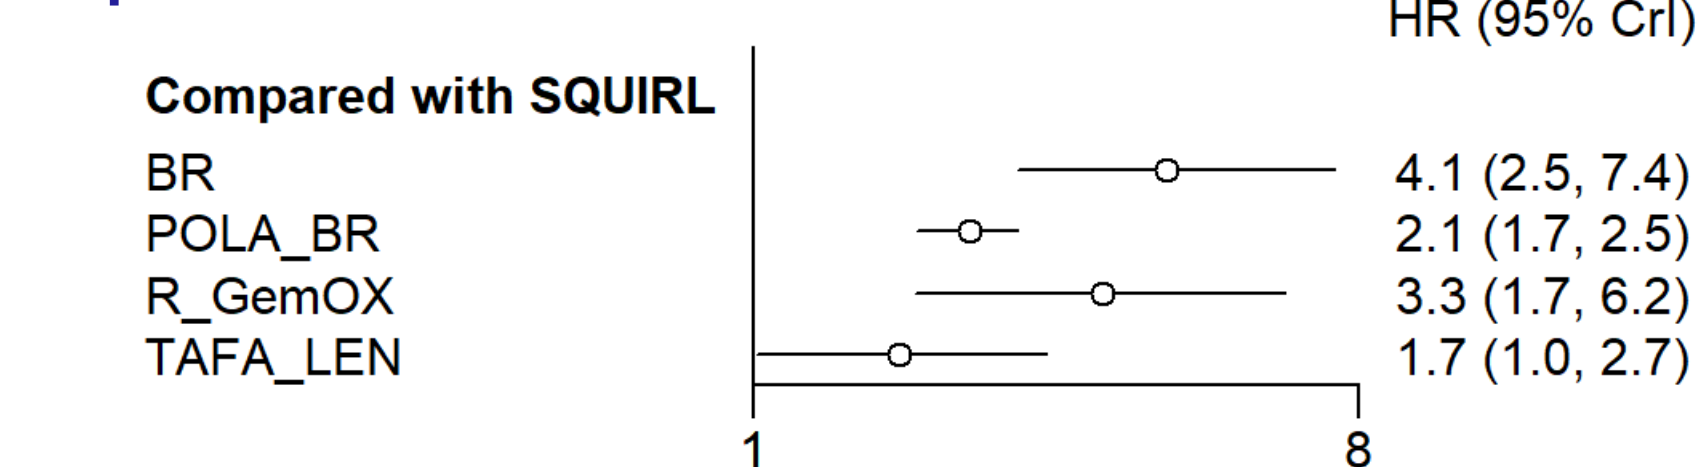 HR (95% CrI)
Compared with SQUIRL
BR 4.1 (2.5, 7.4)
POLA_BR 2.1 (1.7, 2.5)
R_GemOX 3.3 (1.7, 6.2)
TAFA_LEN 1.7 (1.0, 2.7)
1 8